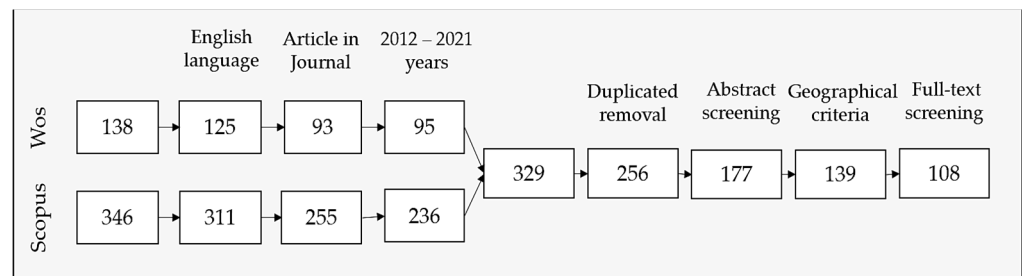 English
language
Article in
Journal
2012 – 2021
years
Wos
138
125
93
95
Duplicated
removal
Abstract
screening
Geographical
criteria
Full-text
screening
329
256
177
139
108
Scopus
346
311
255
236